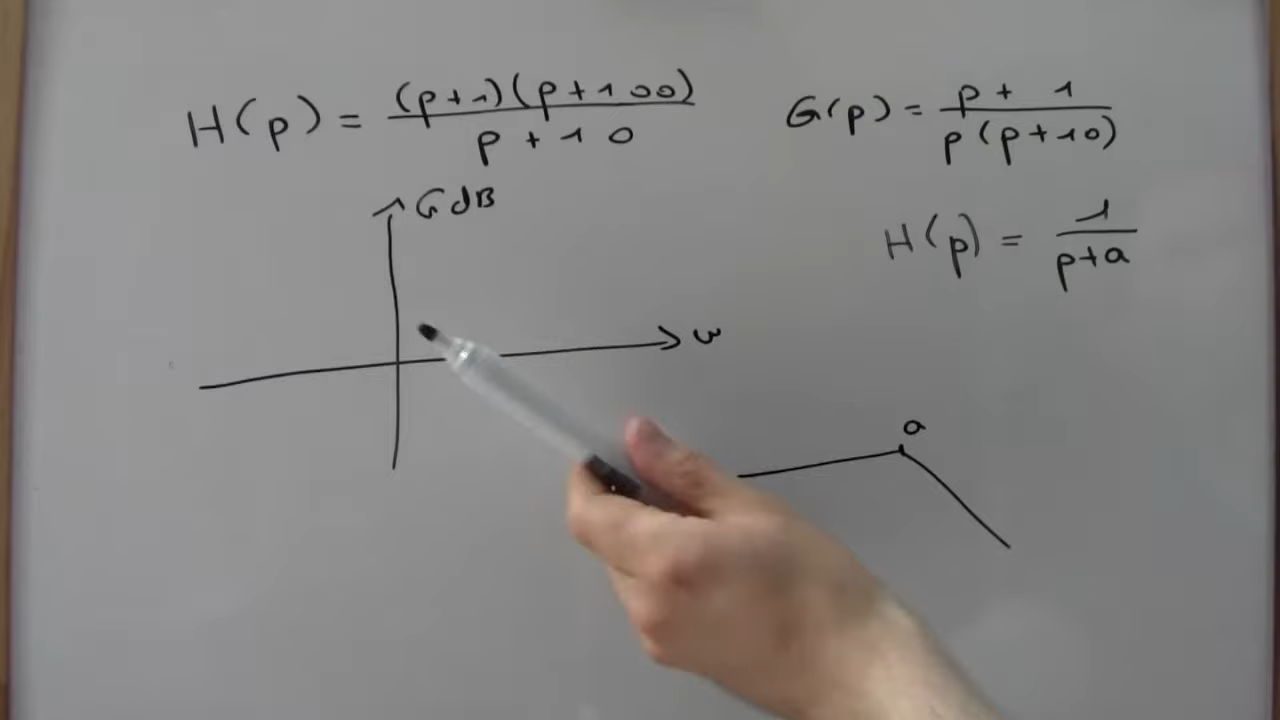 H(p) = (p+1)(p+100) / p+10
G(p) = p+1 / p(p+10)
GdB
H(p) = 1 / p+a
ω
a